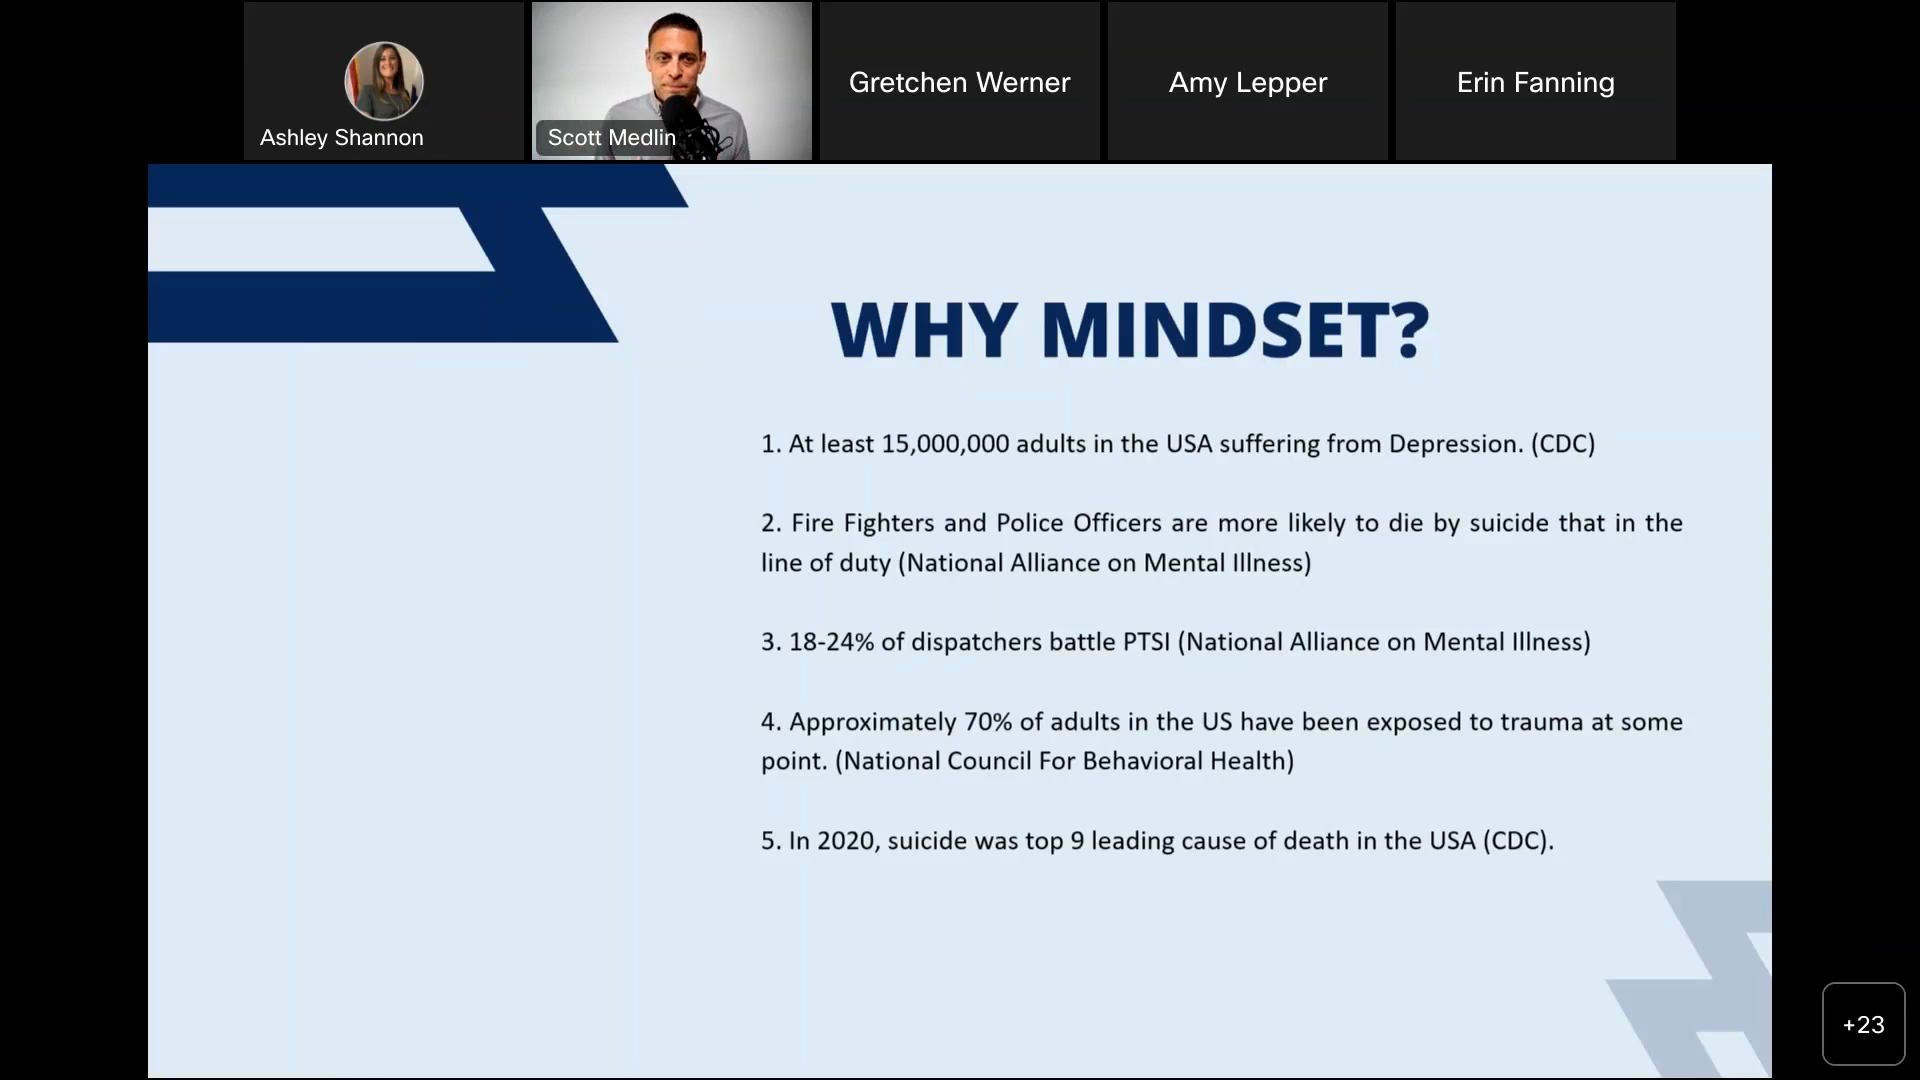 Ashley Shannon
Scott Medlin
Gretchen Werner
Amy Lepper
Erin Fanning
WHY MINDSET?
1. At least 15,000,000 adults in the USA suffering from Depression. (CDC)
2. Fire Fighters and Police Officers are more likely to die by suicide that in the
line of duty (National Alliance on Mental Illness)
3. 18-24% of dispatchers battle PTSI (National Alliance on Mental Illness)
4. Approximately 70% of adults in the US have been exposed to trauma at some
point. (National Council For Behavioral Health)
5. In 2020, suicide was top 9 leading cause of death in the USA (CDC).
+23